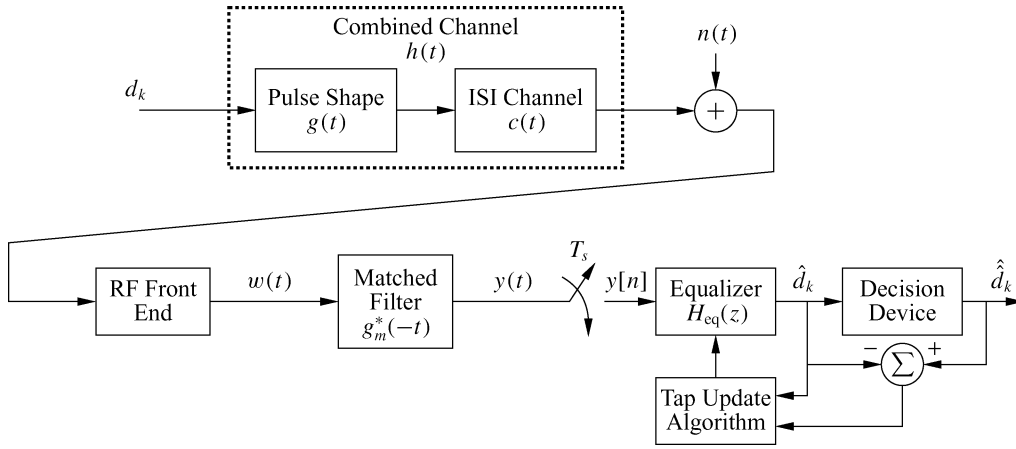 Combined Channel
h(t)
n(t)
d_k
Pulse Shape
g(t)
ISI Channel
c(t)
+
RF Front
End
w(t)
Matched
Filter
g_m^*(−t)
y(t)
T_s
y[n]
Equalizer
H_eq(z)
d̂_k
Decision
Device
d̂̂_k
−
+
Σ
Tap Update
Algorithm